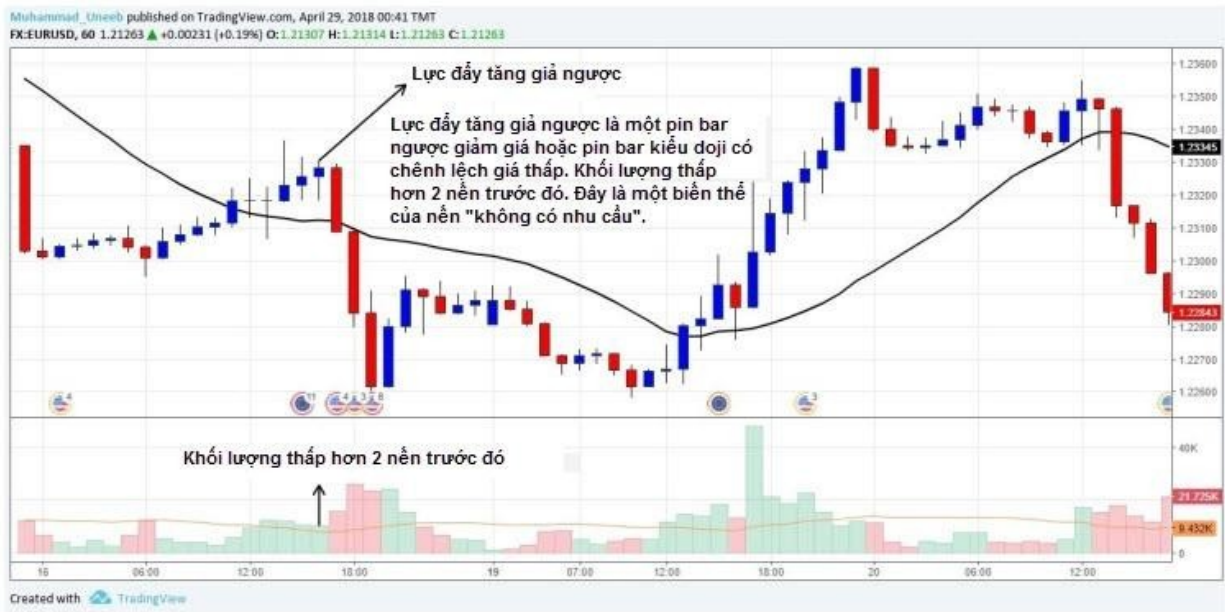 Muhammad_Uneeb published on TradingView.com, April 29, 2018 00:41 TMT
FX:EURUSD, 60 1.21263 ▲ +0.00231 (+0.19%) O:1.21307 H:1.21314 L:1.21263 C:1.21263
Lực đẩy tăng giả ngược
Lực đẩy tăng giả ngược là một pin bar
ngược giảm giá hoặc pin bar kiểu doji có
chênh lệch giá thấp. Khối lượng thấp
hơn 2 nến trước đó. Đây là một biến thể
của nến "không có nhu cầu".
1.23600
1.23500
1.23400
1.23345
1.23300
1.23200
1.23100
1.23000
1.22900
1.22843
1.22800
1.22700
1.22600
4
11
4
3
8
3
Khối lượng thấp hơn 2 nến trước đó
40K
21.725K
9.432K
0
16 06:00 12:00 18:00 19 07:00 12:00 18:00 20 06:00 12:00
Created with TradingView